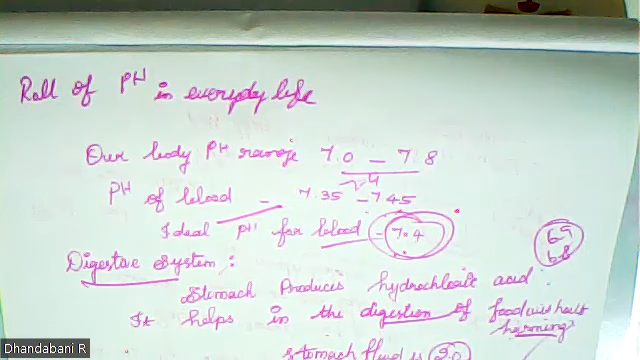 Roll of PH in everyday life
Our body PH range 7.0 - 7.8
7.4
PH of blood - 7.35 - 7.45
Ideal PH for blood - 7.4
6.9
6.8
Digestive System :
Stomach Produces hydrochloric acid .
It helps in the digestion of food without
harming
stomach fluid is 2.0
Dhandabani R